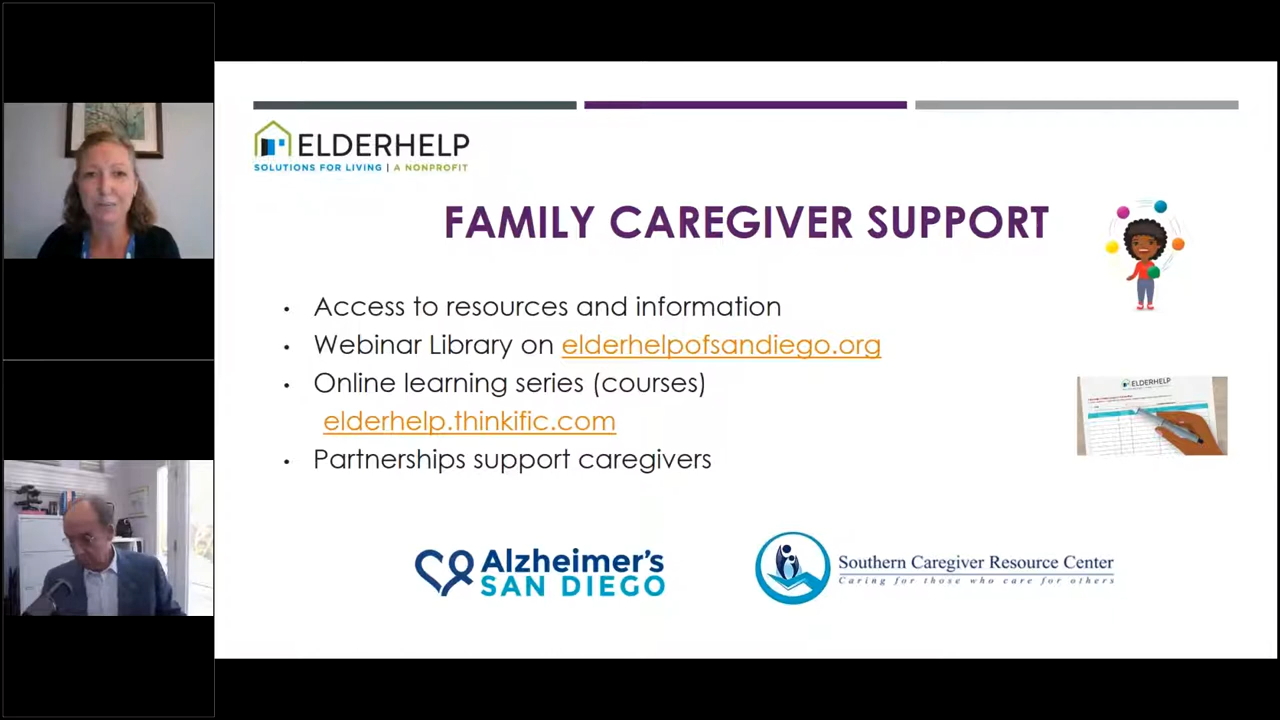 ELDERHELP
SOLUTIONS FOR LIVING | A NONPROFIT
FAMILY CAREGIVER SUPPORT
• Access to resources and information
• Webinar Library on elderhelpofsandiego.org
• Online learning series (courses)
elderhelp.thinkific.com
• Partnerships support caregivers
ELDERHELP
Alzheimer's
SAN DIEGO
Southern Caregiver Resource Center
Caring for those who care for others